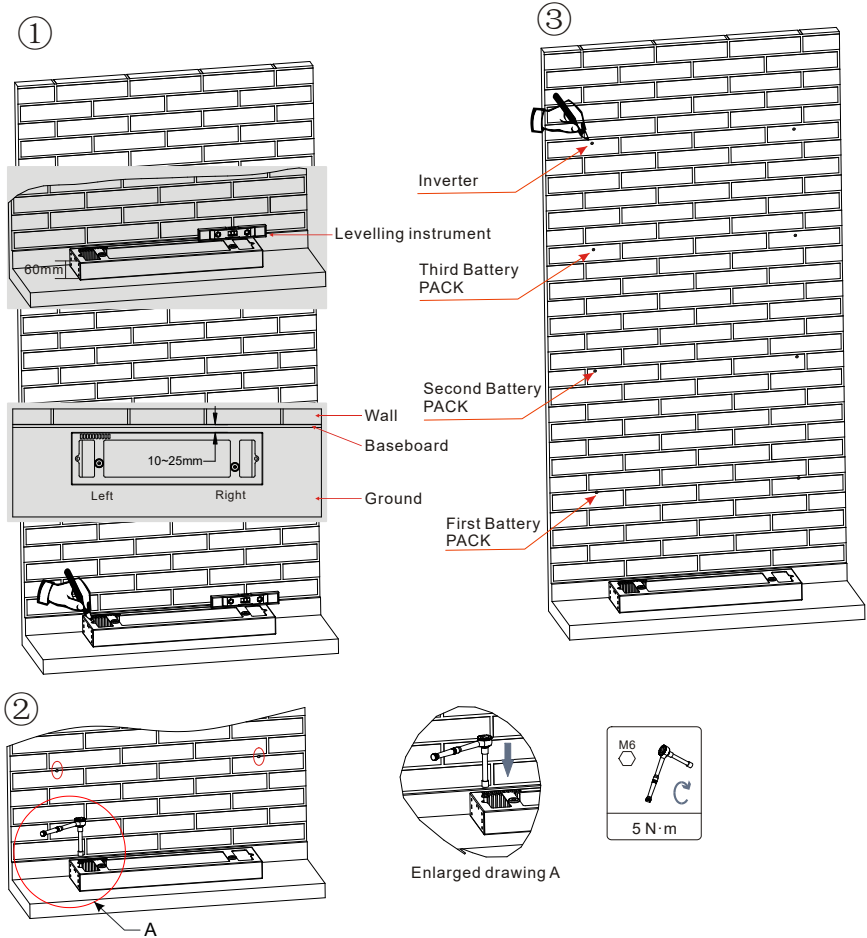 ①
Levelling instrument
60mm
Wall
Baseboard
10~25mm
Left
Right
Ground
②
A
Enlarged drawing A
M6
5 N·m
③
Inverter
Third Battery
PACK
Second Battery
PACK
First Battery
PACK